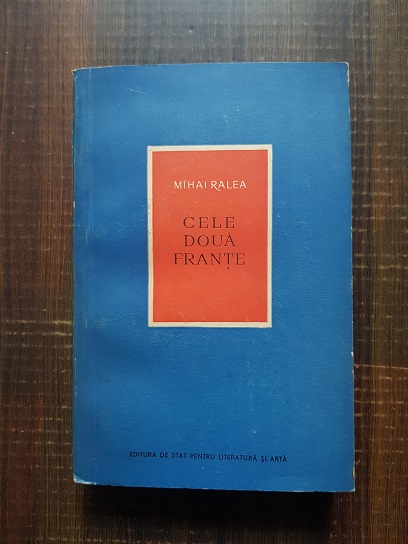 MIHAI RALEA
CELE
DOUĂ
FRANȚE
EDITURA DE STAT PENTRU LITERATURĂ ȘI ARTĂ